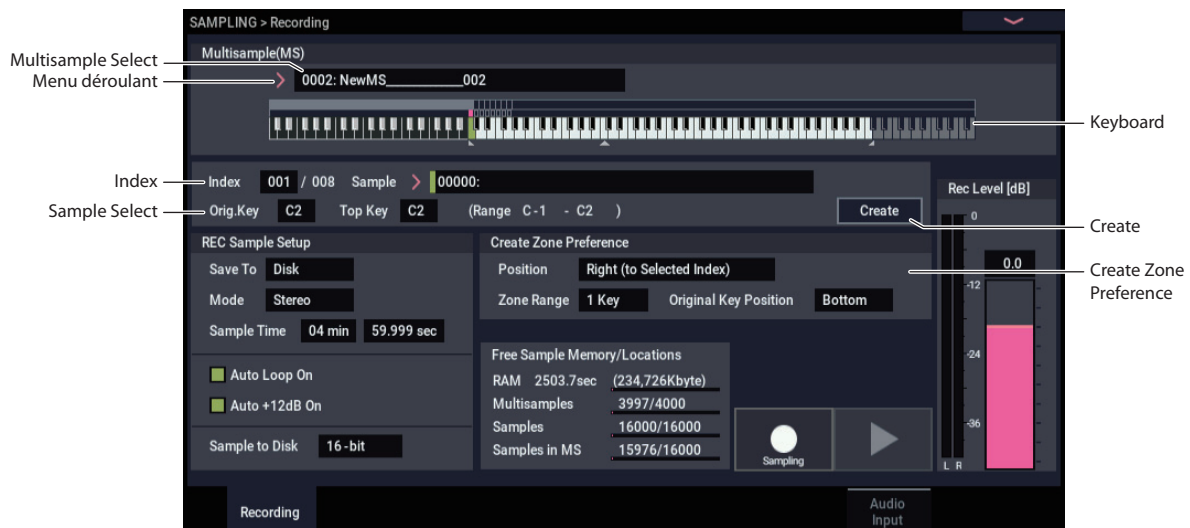 SAMPLING > Recording
Multisample(MS)
Multisample Select
Menu déroulant
0002: NewMS______________002
Keyboard
Index
Index 001 / 008 Sample > 00000:
Rec Level [dB]
Sample Select
Orig.Key C2 Top Key C2 (Range C-1 - C2 )
Create
Create
0
REC Sample Setup
Create Zone Preference
Save To Disk
Position Right (to Selected Index)
0.0
Create Zone
Preference
-12
Mode Stereo
Zone Range 1 Key Original Key Position Bottom
Sample Time 04 min 59.999 sec
Free Sample Memory/Locations
-24
Auto Loop On
RAM 2503.7sec (234,726Kbyte)
Auto +12dB On
Multisamples 3997/4000
Samples 16000/16000
-36
Sample to Disk 16-bit
Samples in MS 15976/16000
Sampling
L R
Recording
Audio
Input